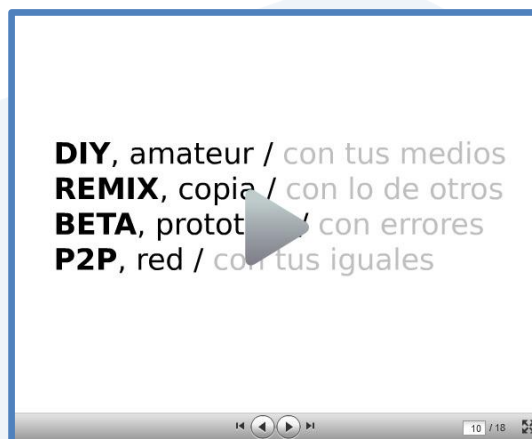 DIY, amateur / con tus medios
REMIX, copia / con lo de otros
BETA, / con errores
P2P, red / con tus iguales
10 / 18